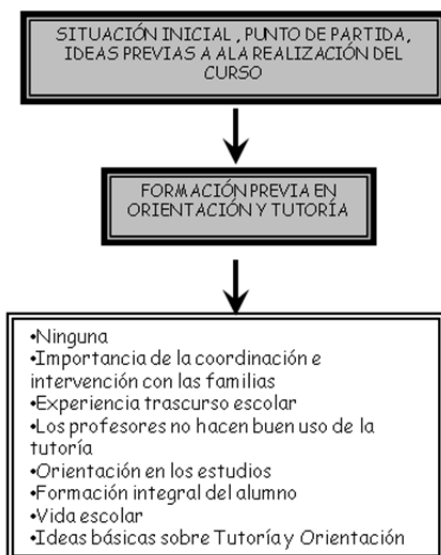 SITUACIÓN INICIAL , PUNTO DE PARTIDA,
IDEAS PREVIAS A ALA REALIZACIÓN DEL
CURSO
FORMACIÓN PREVIA EN
ORIENTACIÓN Y TUTORÍA
•Ninguna
•Importancia de la coordinación e
intervención con las familias
•Experiencia trascurso escolar
•Los profesores no hacen buen uso de la
tutoría
•Orientación en los estudios
•Formación integral del alumno
•Vida escolar
•Ideas básicas sobre Tutoría y Orientación